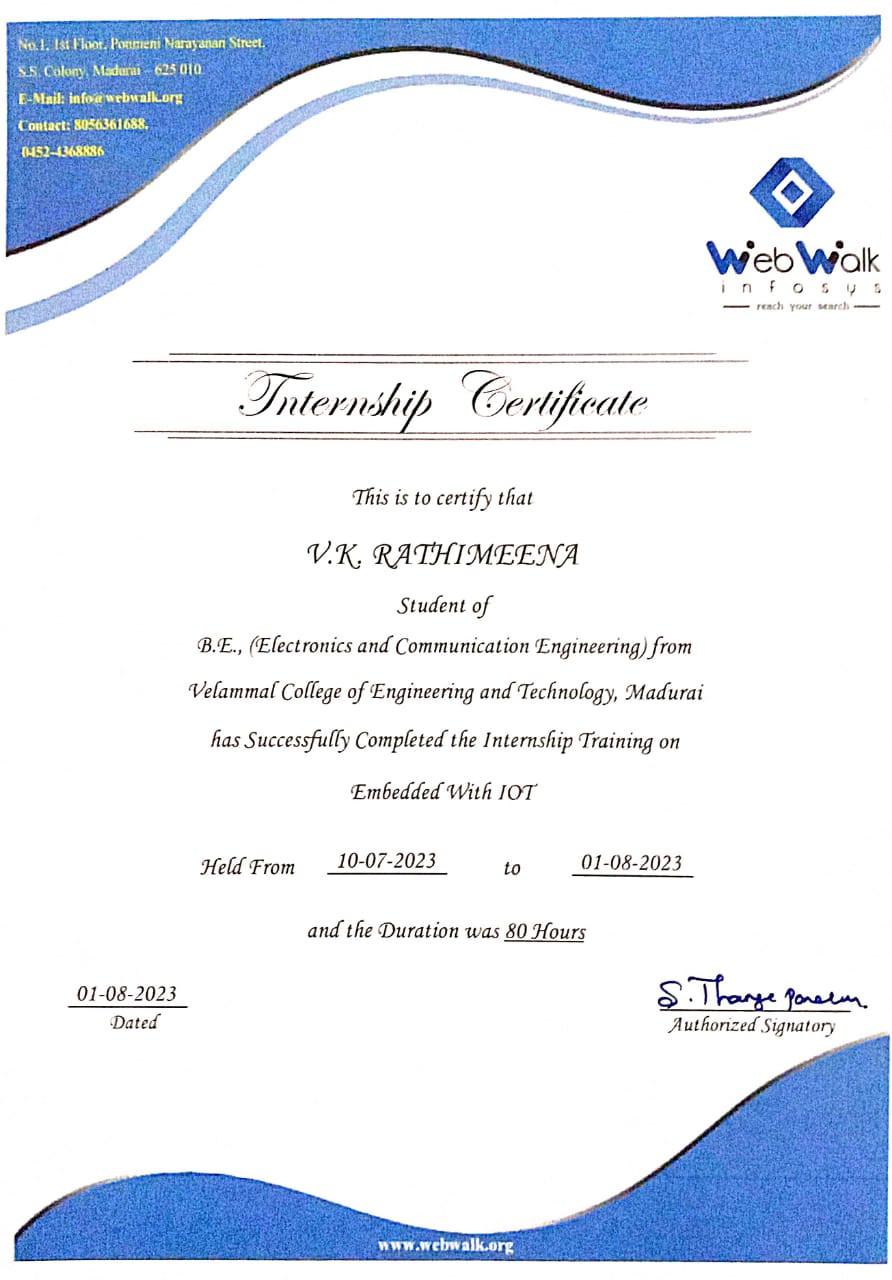 No.1, 1st Floor, Ponmeni Narayanan Street,
S.S. Colony, Madurai – 625 010
E-Mail: info@webwalk.org
Contact: 8056361688,
0452-4368886
WebWalk
infosys
reach your search
Internship Certificate
This is to certify that
V.K. RATHIMEENA
Student of
B.E., (Electronics and Communication Engineering) from
Velammal College of Engineering and Technology, Madurai
has Successfully Completed the Internship Training on
Embedded With IOT
Held From 10-07-2023 to 01-08-2023
and the Duration was 80 Hours
01-08-2023
Dated
S.
Authorized Signatory
www.webwalk.org